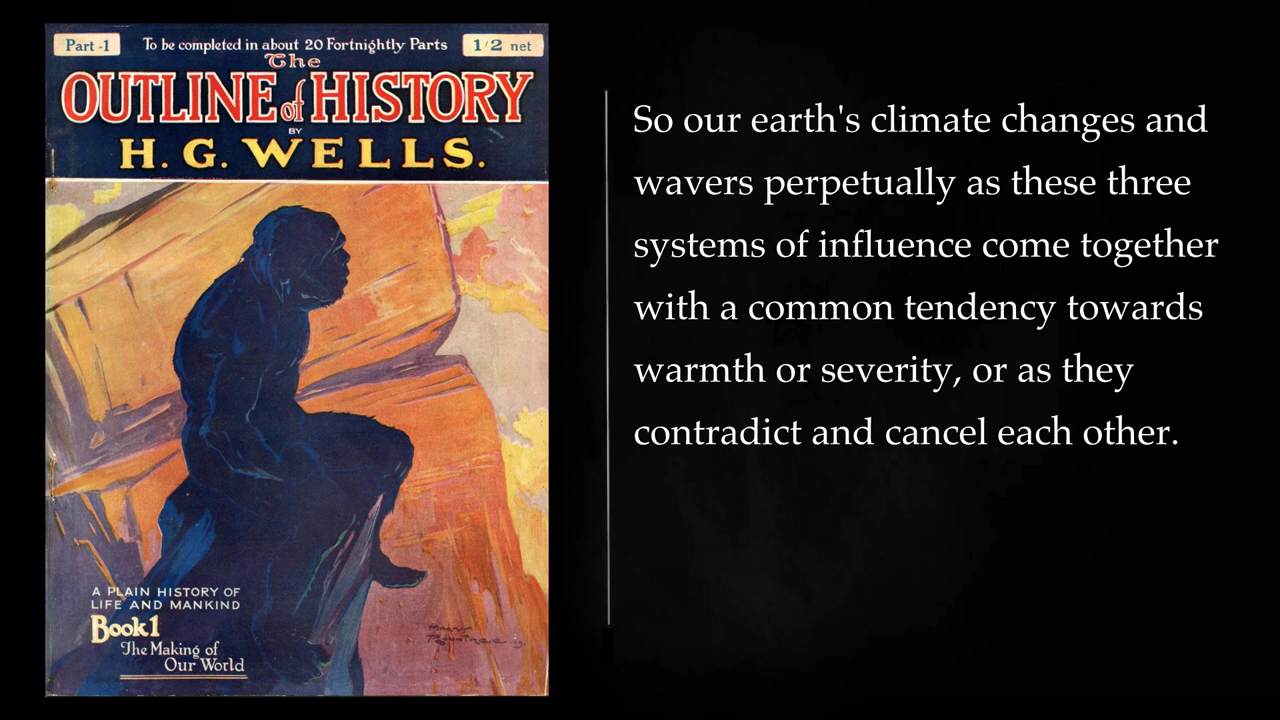 Part -1
To be completed in about 20 Fortnightly Parts
1/2 net
The
OUTLINE of HISTORY
BY
H. G. WELLS.
A PLAIN HISTORY OF
LIFE AND MANKIND
Book 1
The Making of
Our World
So our earth's climate changes and
wavers perpetually as these three
systems of influence come together
with a common tendency towards
warmth or severity, or as they
contradict and cancel each other.